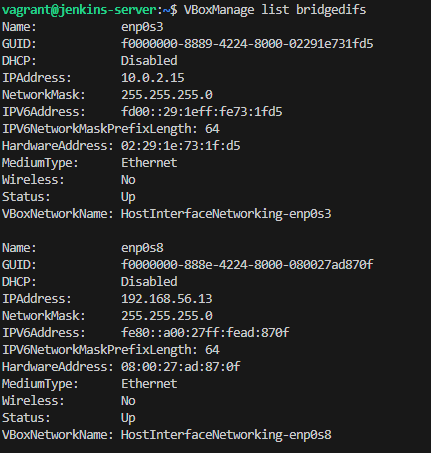 vagrant@jenkins-server:~$ VBoxManage list bridgedifs
Name:            enp0s3
GUID:            f0000000-8889-4224-8000-02291e731fd5
DHCP:            Disabled
IPAddress:       10.0.2.15
NetworkMask:     255.255.255.0
IPV6Address:     fd00::29:1eff:fe73:1fd5
IPV6NetworkMaskPrefixLength: 64
HardwareAddress: 02:29:1e:73:1f:d5
MediumType:      Ethernet
Wireless:        No
Status:          Up
VBoxNetworkName: HostInterfaceNetworking-enp0s3

Name:            enp0s8
GUID:            f0000000-888e-4224-8000-080027ad870f
DHCP:            Disabled
IPAddress:       192.168.56.13
NetworkMask:     255.255.255.0
IPV6Address:     fe80::a00:27ff:fead:870f
IPV6NetworkMaskPrefixLength: 64
HardwareAddress: 08:00:27:ad:87:0f
MediumType:      Ethernet
Wireless:        No
Status:          Up
VBoxNetworkName: HostInterfaceNetworking-enp0s8